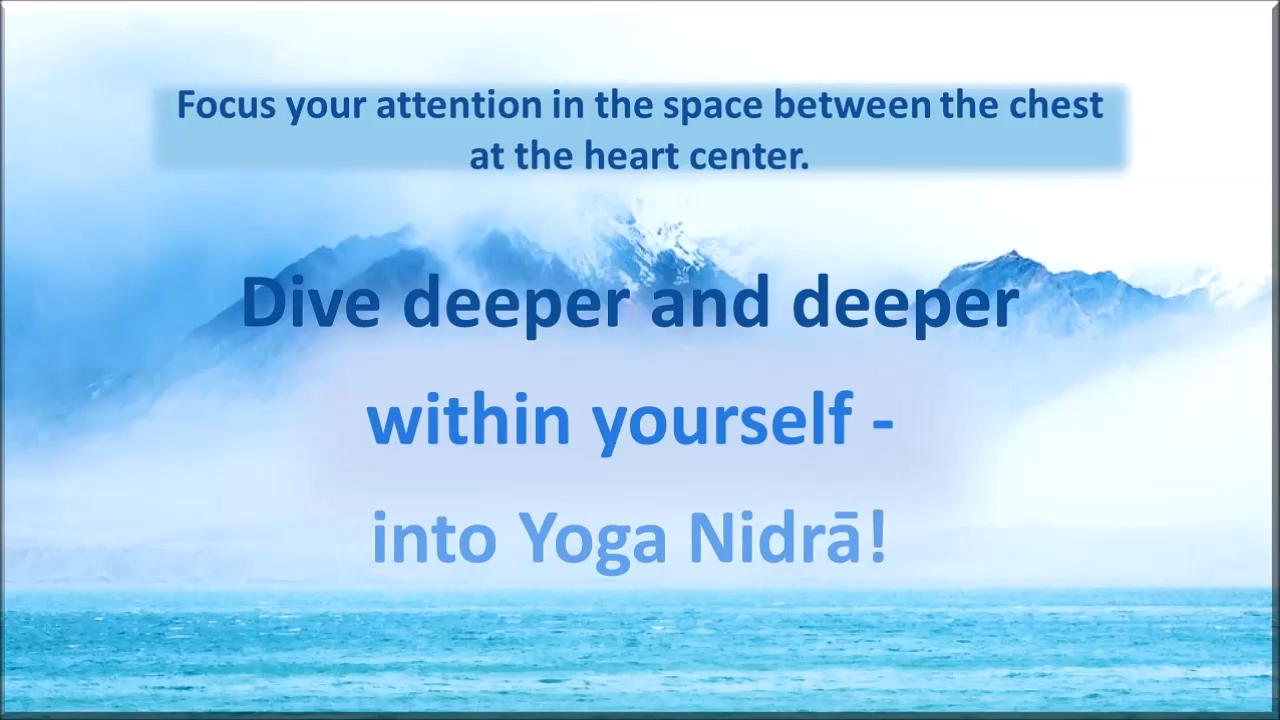 Focus your attention in the space between the chest
at the heart center.
Dive deeper and deeper
within yourself -
into Yoga Nidrā!